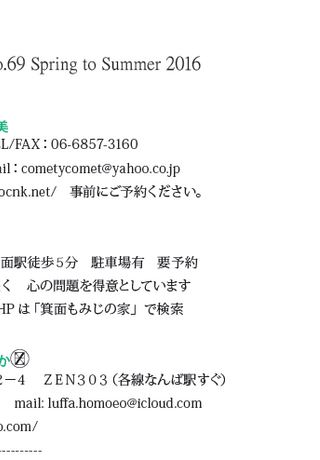 o.69 Spring to Summer 2016
美
L/FAX：06-6857-3160
ail：cometycomet@yahoo.co.jp
ocnk.net/　事前にご予約ください。
面駅徒歩５分　駐車場有　要予約
く　心の問題を得意としています
HP は「箕面もみじの家」で検索
か Ⓩ
2－4　ＺＥＮ３０３（各線なんば駅すぐ）
mail: luffa.homoeo@icloud.com
o.com/
----------